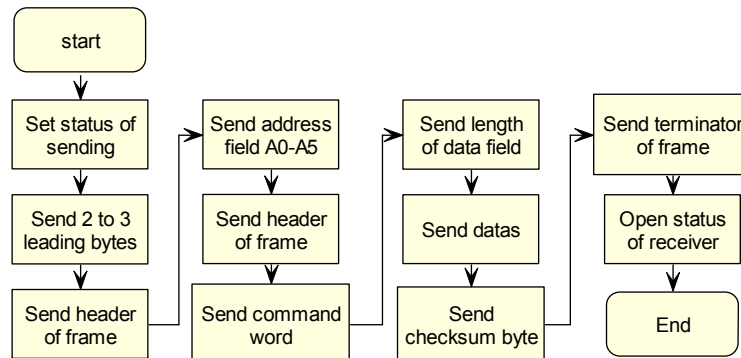 start
Set status of
sending
Send 2 to 3
leading bytes
Send header
of frame
Send address
field A0-A5
Send header
of frame
Send command
word
Send length
of data field
Send datas
Send
checksum byte
Send terminator
of frame
Open status
of receiver
End